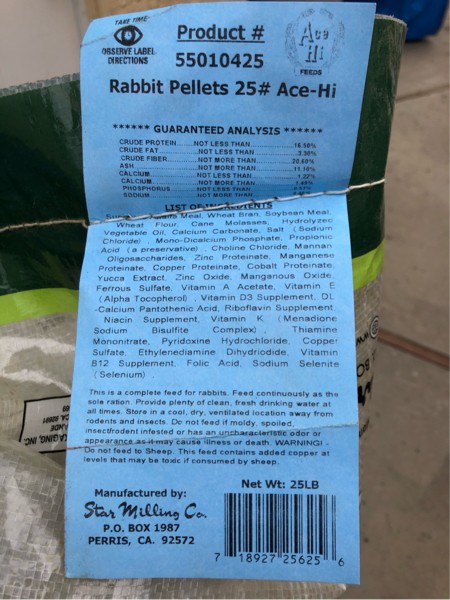 TAKE TIME
OBSERVE LABEL
DIRECTIONS
Product #
55010425
Ace
Hi
FEEDS
Rabbit Pellets 25# Ace-Hi
****** GUARANTEED ANALYSIS ******
CRUDE PROTEIN....NOT LESS THAN....16.50%
CRUDE FAT....NOT LESS THAN
CRUDE FIBER....NOT MORE THAN....20.60%
ASH....NOT MORE THAN....11.10%
CALCIUM....NOT LESS THAN....1.22%
CALCIUM....NOT MORE THAN
PHOSPHORUS....NOT LESS THAN
SODIUM....NOT MORE THAN
LIST OF INGREDIENTS
Meal, Wheat Bran, Soybean Meal,
Wheat Flour, Cane Molasses, Hydrolyzed
Vegetable Oil, Calcium Carbonate, Salt (Sodium
Chloride) , Mono-Dicalcium Phosphate, Propionic
Acid (a preservative), Choline Chloride, Mannan
Oligosaccharides, Zinc Proteinate, Manganese
Proteinate, Copper Proteinate, Cobalt Proteinate,
Yucca Extract, Zinc Oxide, Manganous Oxide,
Ferrous Sulfate, Vitamin A Acetate, Vitamin E
(Alpha Tocopherol) , Vitamin D3 Supplement, DL
-Calcium Pantothenic Acid, Riboflavin Supplement,
Niacin Supplement, Vitamin K (Menadione
Sodium Bisulfite Complex) , Thiamine
Mononitrate, Pyridoxine Hydrochloride, Copper
Sulfate, Ethylenediamine Dihydriodide, Vitamin
B12 Supplement, Folic Acid, Sodium Selenite
(Selenium) .
This is a complete feed for rabbits. Feed continuously as the
sole ration. Provide plenty of clean, fresh drinking water at
all times. Store in a cool, dry, ventilated location away from
rodents and insects. Do not feed if moldy, spoiled,
insect/rodent infested or has an uncharacteristic odor or
appearance as it may cause illness or death. WARNING! -
Do not feed to Sheep. This feed contains added copper at
levels that may be toxic if consumed by sheep.
Manufactured by:
Star Milling Co.
P.O. BOX 1987
PERRIS, CA. 92572
Net Wt: 25LB
7 18927 25625 6